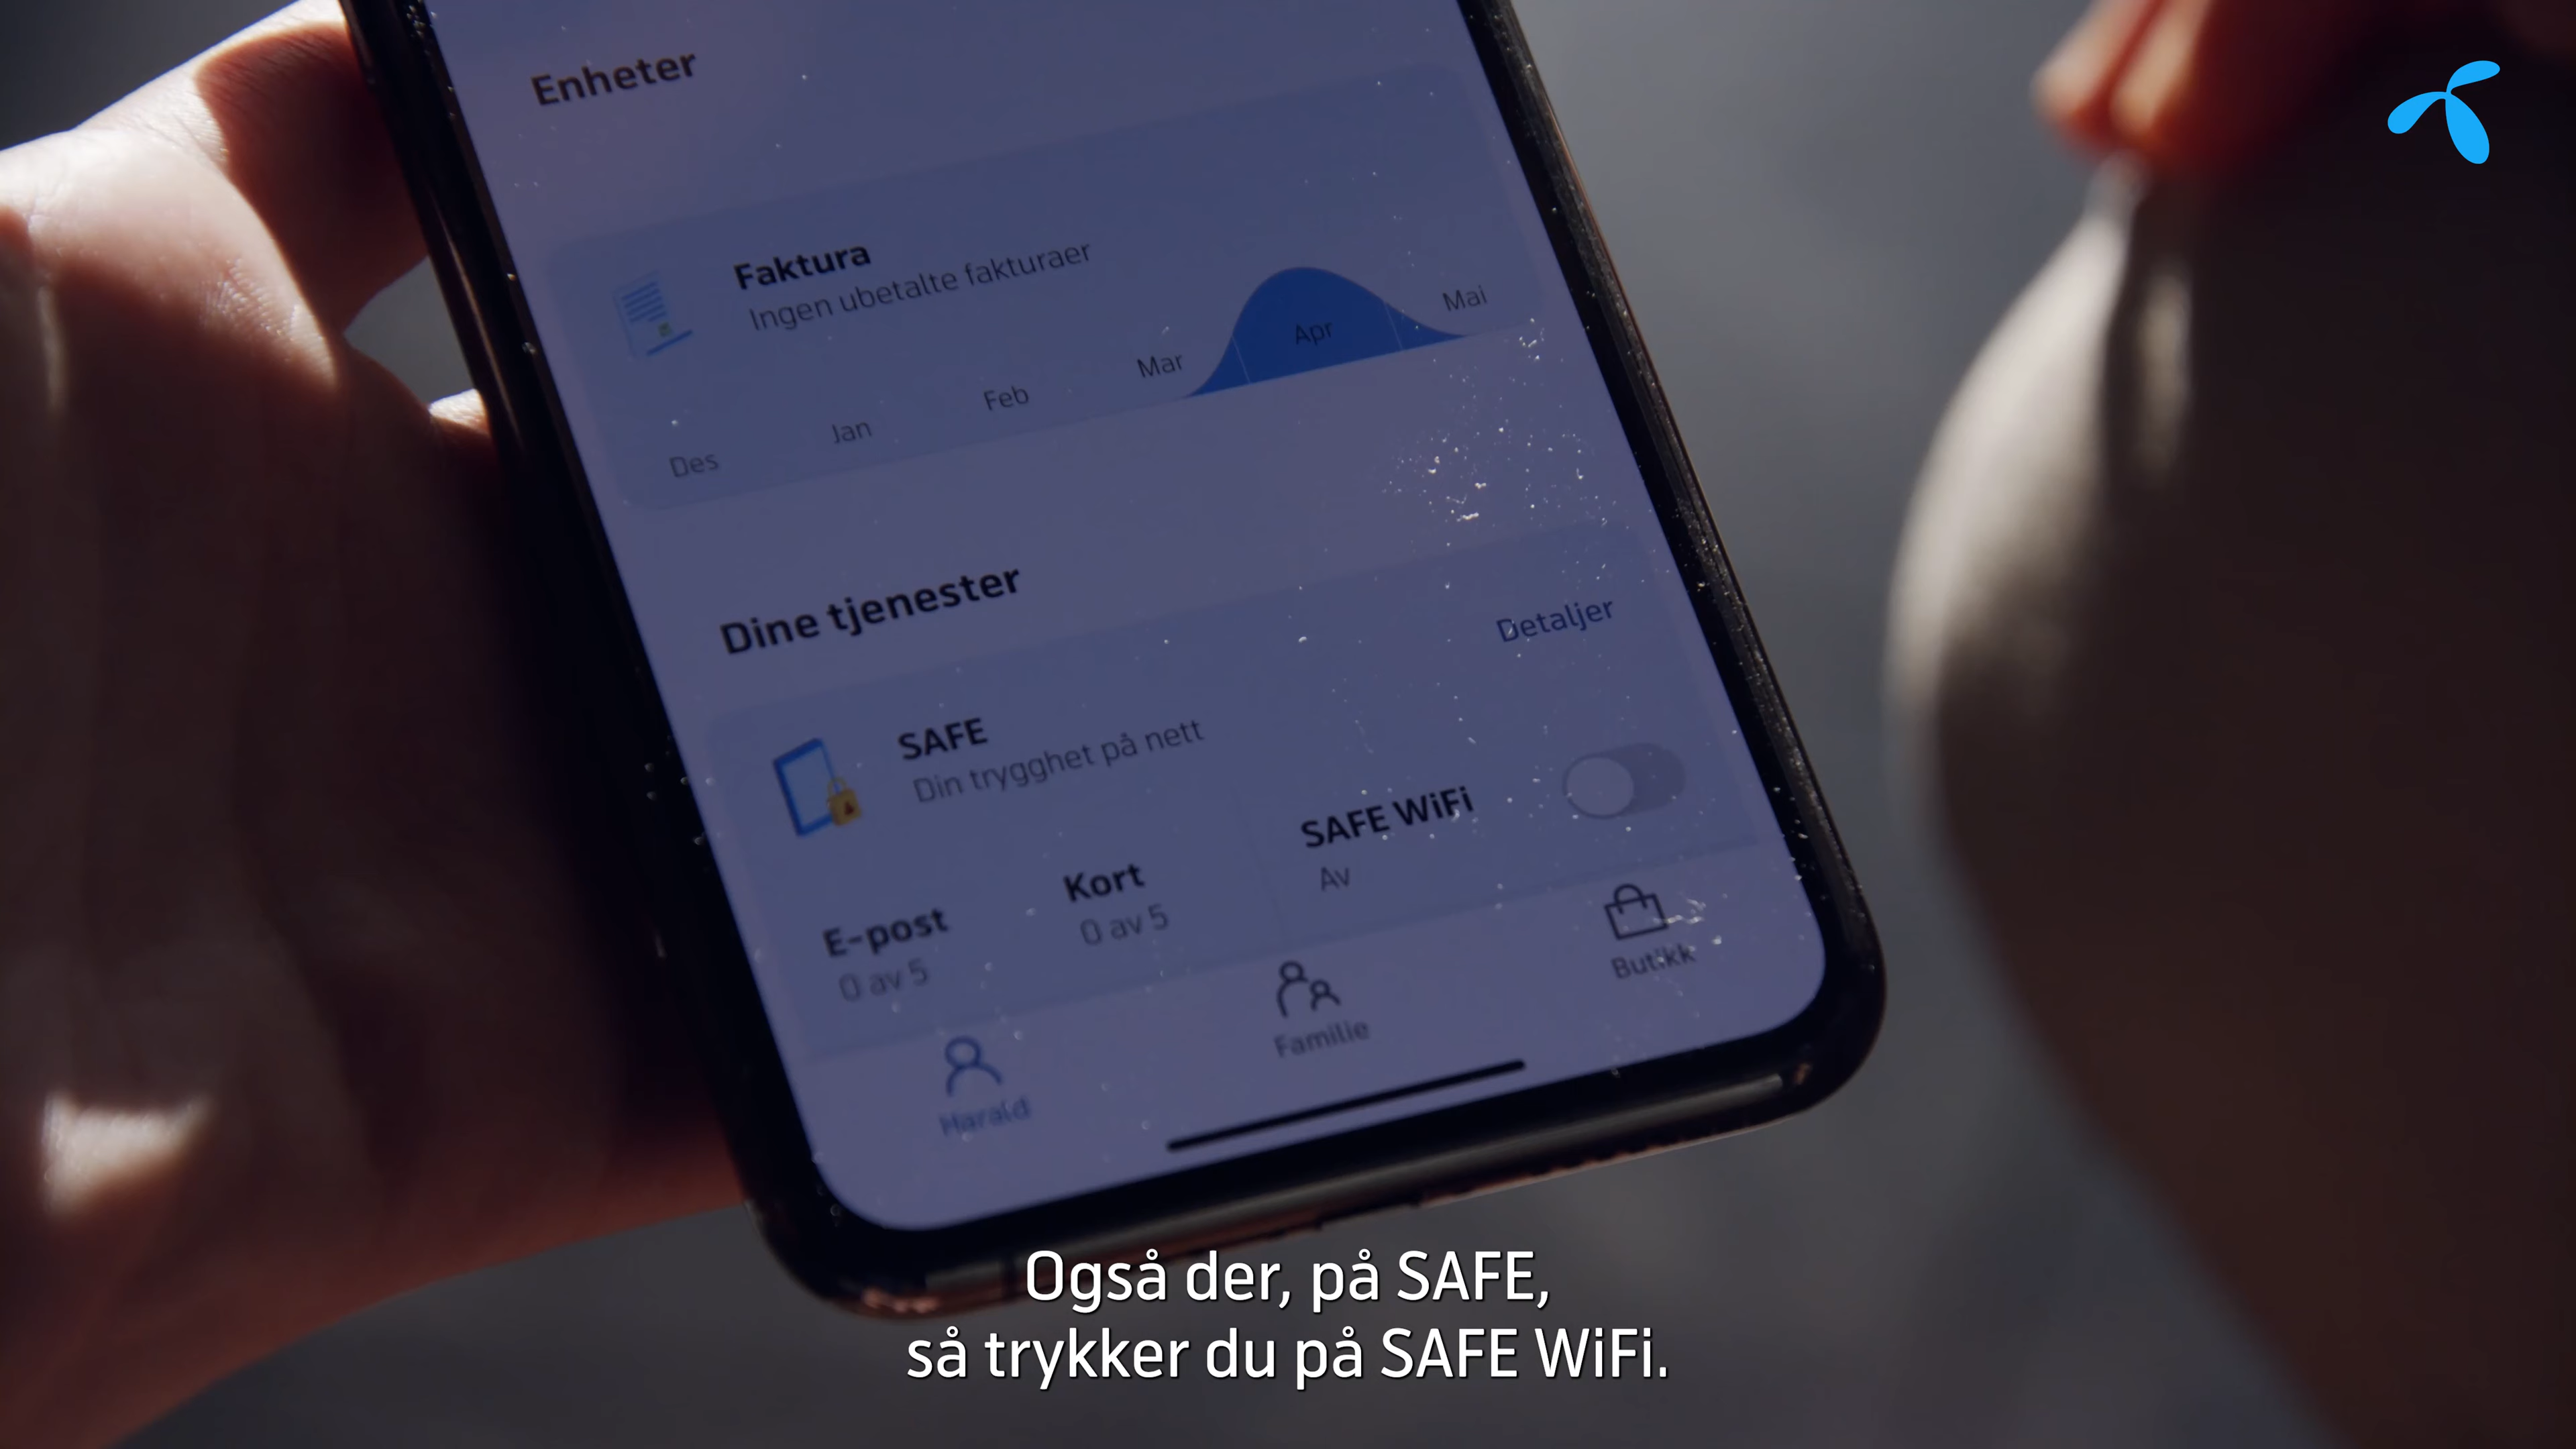 Enheter
Faktura
Ingen ubetalte fakturaer
Des Jan Feb Mar Apr Mai
Dine tjenester
Detaljer
SAFE
Din trygghet på nett
E-post
0 av 5
Kort
0 av 5
SAFE WiFi
Av
Harald
Familie
Butikk
Også der, på SAFE,
så trykker du på SAFE WiFi.